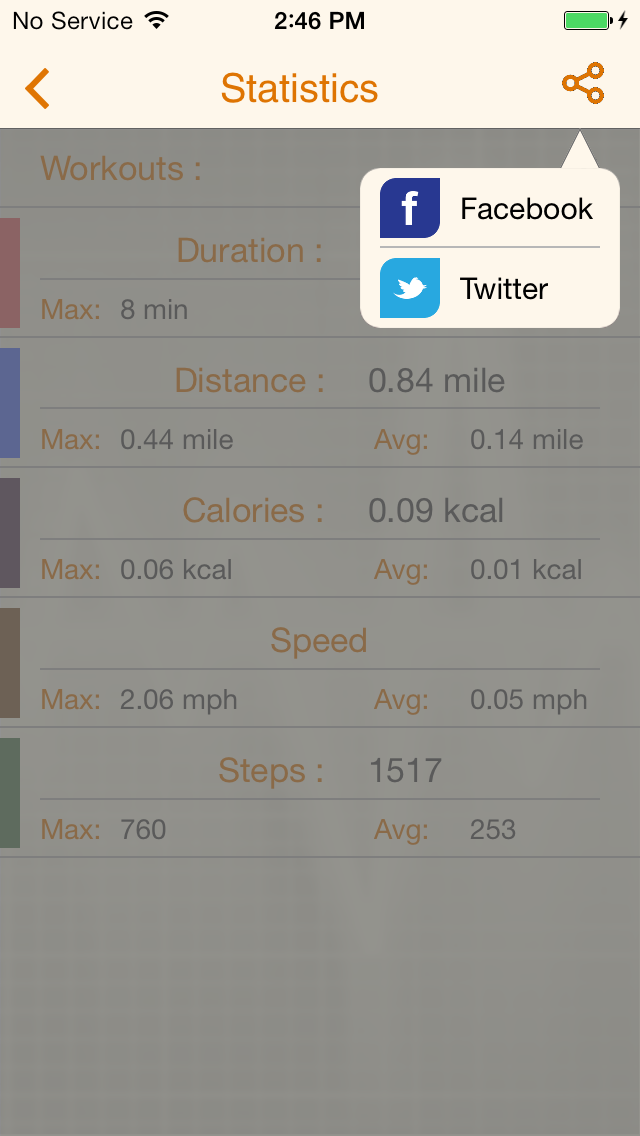 No Service 2:46 PM
Statistics
Workouts :
f Facebook
Twitter
Duration :
Max: 8 min
Distance : 0.84 mile
Max: 0.44 mile Avg: 0.14 mile
Calories : 0.09 kcal
Max: 0.06 kcal Avg: 0.01 kcal
Speed
Max: 2.06 mph Avg: 0.05 mph
Steps : 1517
Max: 760 Avg: 253